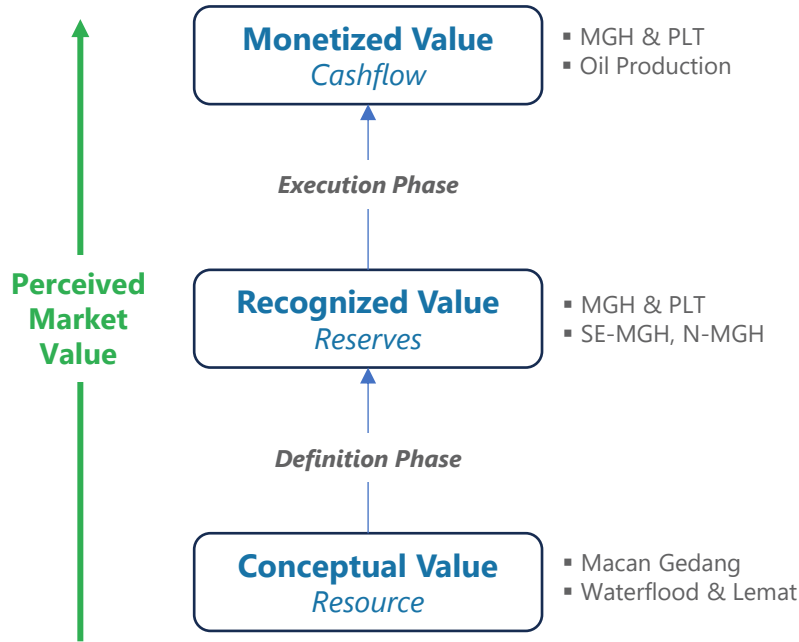 Monetized Value
Cashflow
▪ MGH & PLT
▪ Oil Production
Execution Phase
Perceived
Market
Value
Recognized Value
Reserves
▪ MGH & PLT
▪ SE-MGH, N-MGH
Definition Phase
Conceptual Value
Resource
▪ Macan Gedang
▪ Waterflood & Lemat